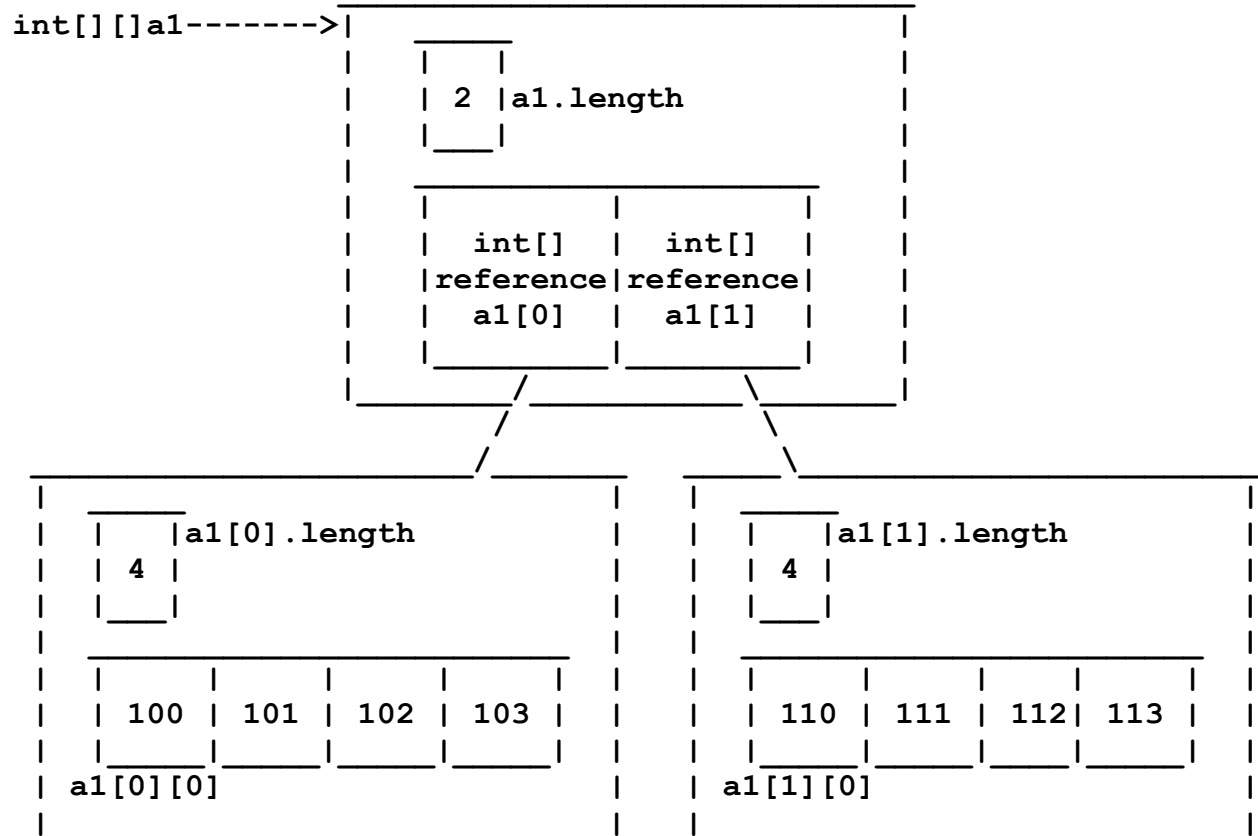 int[][]a1------->
2 a1.length
int[] int[]
reference reference
a1[0] a1[1]
a1[0].length a1[1].length
4 4
100 101 102 103 110 111 112 113
a1[0][0] a1[1][0]